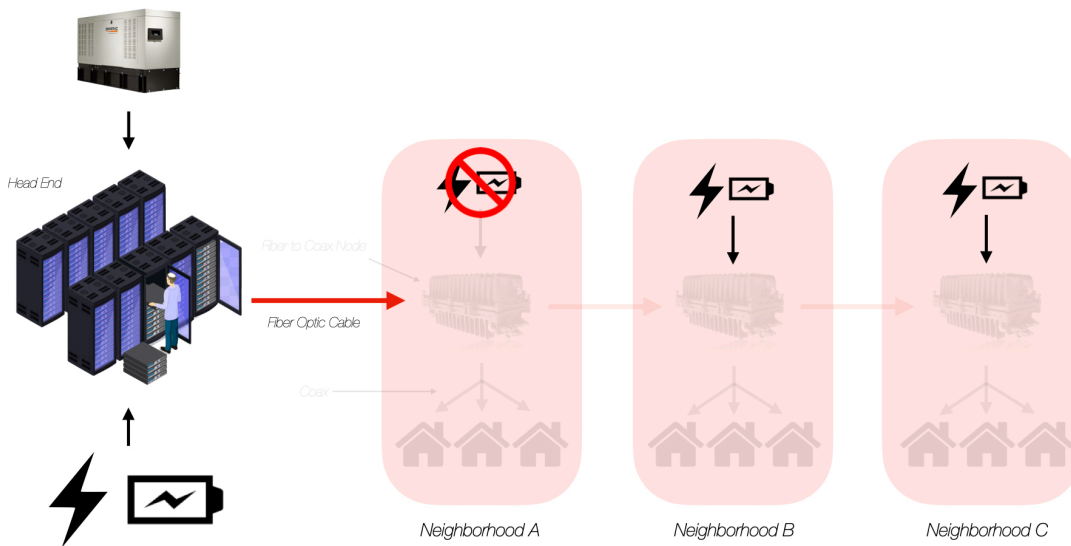 Head End
Fiber to Coax Node
Fiber Optic Cable
Coax
Neighborhood A
Neighborhood B
Neighborhood C